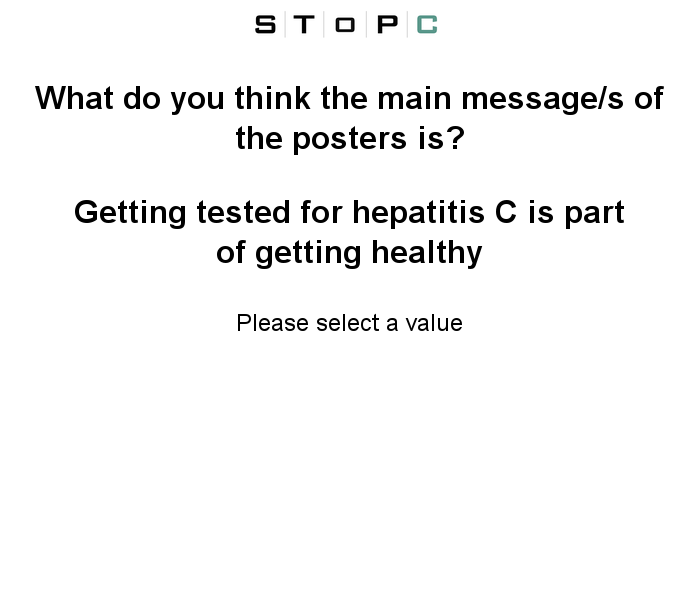 STOPC
What do you think the main message/s of
the posters is?
Getting tested for hepatitis C is part
of getting healthy
Please select a value